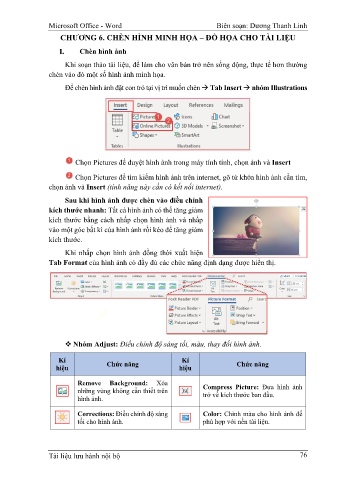 Microsoft Office - Word    Biên soạn: Dương Thanh Linh
CHƯƠNG 6. CHÈN HÌNH MINH HỌA – ĐỒ HỌA CHO TÀI LIỆU
I. Chèn hình ảnh
Khi soạn thảo tài liệu, để làm cho văn bản trở nên sống động, thực tế hơn thường
chèn vào đó một số hình ảnh minh họa.
Để chèn hình ảnh đặt con trỏ tại vị trí muốn chèn → Tab Insert → nhóm Illustrations
Insert Design Layout References Mailings
Table
Tables
Pictures 1
Online Pictures 2
Shapes
Icons
3D Models
SmartArt
Chart
Screenshot
Illustrations
1 Chọn Pictures để duyệt hình ảnh trong máy tính tính, chọn ảnh và Insert
2 Chọn Pictures để tìm kiếm hình ảnh trên internet, gõ từ khóa hình ảnh cần tìm,
chọn ảnh và Insert (tính năng này cần có kết nối internet).
Sau khi hình ảnh được chèn vào điều chỉnh
kích thước nhanh: Tất cả hình ảnh có thể tăng giảm
kích thước bằng cách nhấp chọn hình ảnh và nhấp
vào một góc bất kì của hình ảnh rồi kéo để tăng giảm
kích thước.
Khi nhấp chọn hình ảnh đồng thời xuất hiện
Tab Format của hình ảnh có đầy đủ các chức năng định dạng được hiển thị.
Foxit Reader PDF Picture Format
Picture Border
Picture Effects
Picture Layout
Alt
Text
Accessibility
Position
Wrap Text
Bring Forward
❖ Nhóm Adjust: Điều chỉnh độ sáng tối, màu, thay đổi hình ảnh.
Kí hiệu | Chức năng | Kí hiệu | Chức năng
Remove Background: Xóa
những vùng không cần thiết trên
hình ảnh.
Compress Picture: Đưa hình ảnh
trở về kích thước ban đầu.
Corrections: Điều chỉnh độ sáng
tối cho hình ảnh.
Color: Chỉnh màu cho hình ảnh để
phù hợp với nền tài liệu.
Tài liệu lưu hành nội bộ    76